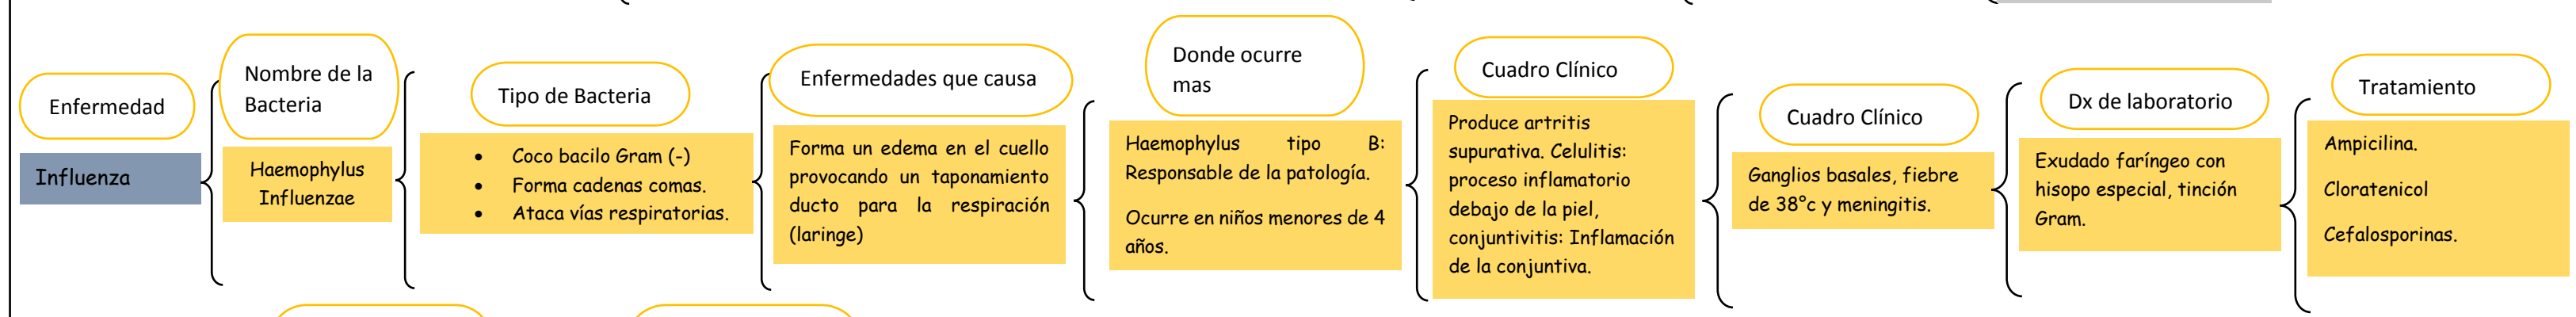 Enfermedad
Influenza
Nombre de la
Bacteria
Haemophylus
Influenzae
Tipo de Bacteria
• Coco bacilo Gram (-)
• Forma cadenas comas.
• Ataca vías respiratorias.
Enfermedades que causa
Forma un edema en el cuello
provocando un taponamiento
ducto para la respiración
(laringe)
Donde ocurre
mas
Haemophylus tipo B:
Responsable de la patología.
Ocurre en niños menores de 4
años.
Cuadro Clínico
Produce artritis
supurativa. Celulitis:
proceso inflamatorio
debajo de la piel,
conjuntivitis: Inflamación
de la conjuntiva.
Cuadro Clínico
Ganglios basales, fiebre
de 38°c y meningitis.
Dx de laboratorio
Exudado faríngeo con
hisopo especial, tinción
Gram.
Tratamiento
Ampicilina.
Cloratenicol
Cefalosporinas.